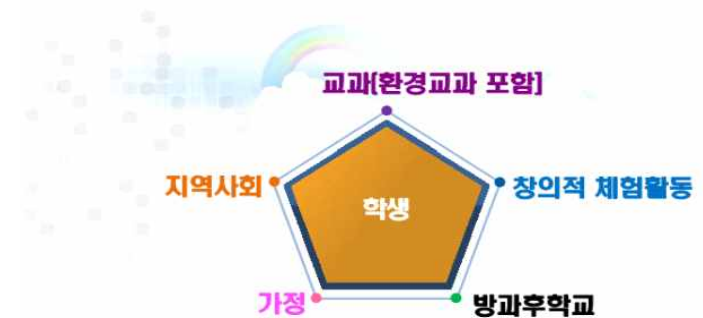 교과[환경교과 포함]
지역사회
창의적 체험활동
학생
가정
방과후학교